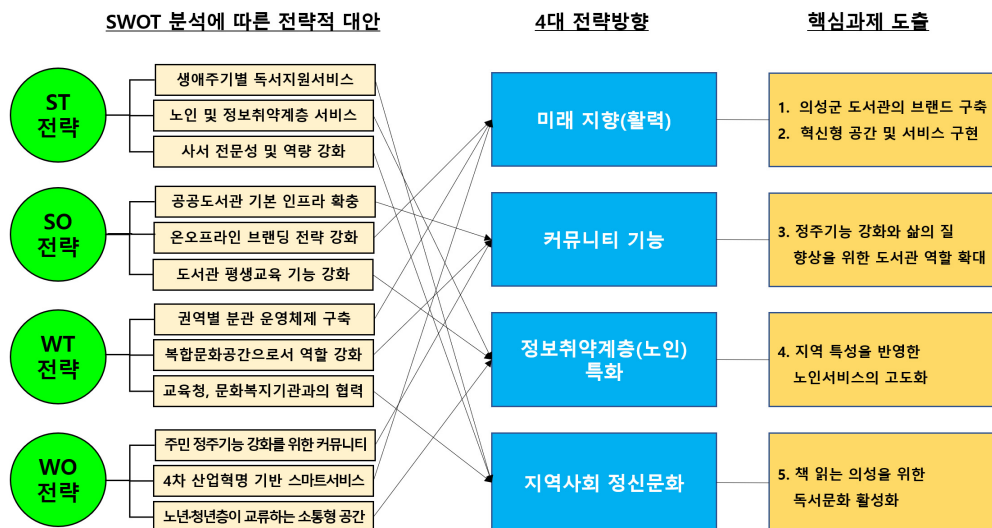 SWOT 분석에 따른 전략적 대안
4대 전략방향
핵심과제 도출
ST
전략
생애주기별 독서지원서비스
노인 및 정보취약계층 서비스
사서 전문성 및 역량 강화
SO
전략
공공도서관 기본 인프라 확충
온오프라인 브랜딩 전략 강화
도서관 평생교육 기능 강화
WT
전략
권역별 분관 운영체제 구축
복합문화공간으로서 역할 강화
교육청, 문화복지기관과의 협력
WO
전략
주민 정주기능 강화를 위한 커뮤니티
4차 산업혁명 기반 스마트서비스
노년·청년층이 교류하는 소통형 공간
미래 지향(활력)
커뮤니티 기능
정보취약계층(노인)
특화
지역사회 정신문화
1. 의성군 도서관의 브랜드 구축
2. 혁신형 공간 및 서비스 구현
3. 정주기능 강화와 삶의 질
향상을 위한 도서관 역할 확대
4. 지역 특성을 반영한
노인서비스의 고도화
5. 책 읽는 의성을 위한
독서문화 활성화